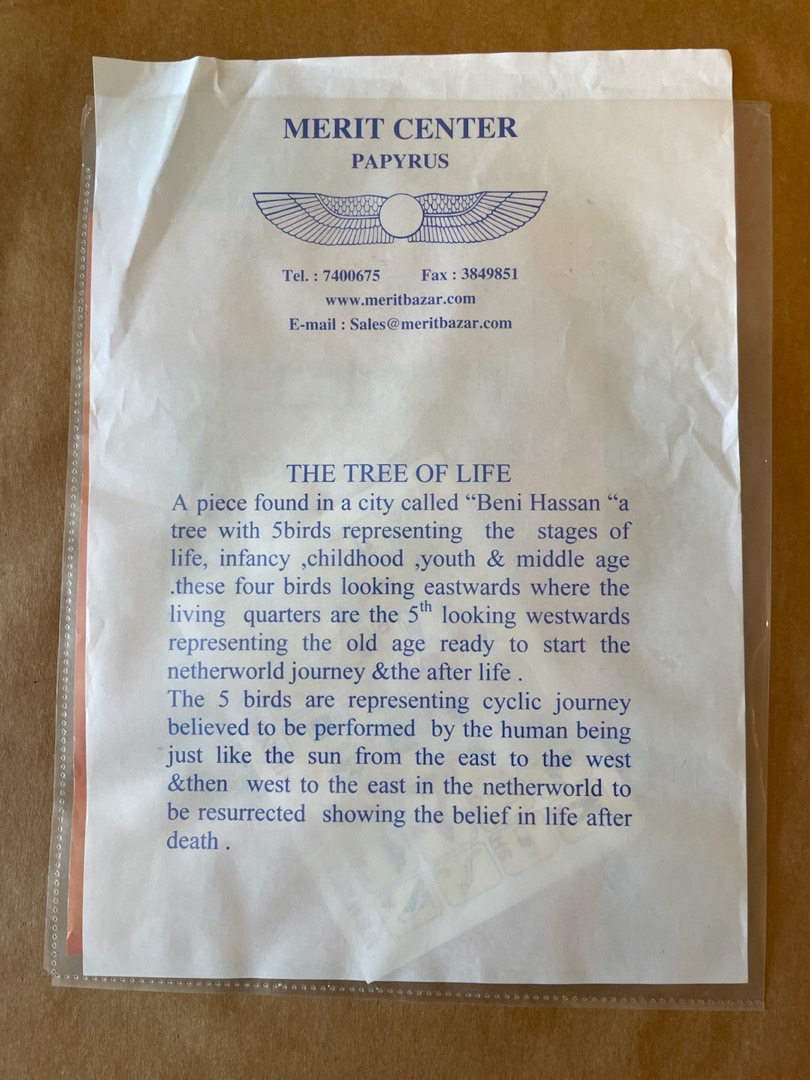 MERIT CENTER
PAPYRUS
Tel. : 7400675 Fax : 3849851
www.meritbazar.com
E-mail : Sales@meritbazar.com
THE TREE OF LIFE
A piece found in a city called “Beni Hassan “a
tree with 5birds representing the stages of
life, infancy ,childhood ,youth & middle age
.these four birds looking eastwards where the
living quarters are the 5th looking westwards
representing the old age ready to start the
netherworld journey &the after life .
The 5 birds are representing cyclic journey
believed to be performed by the human being
just like the sun from the east to the west
&then west to the east in the netherworld to
be resurrected showing the belief in life after
death .